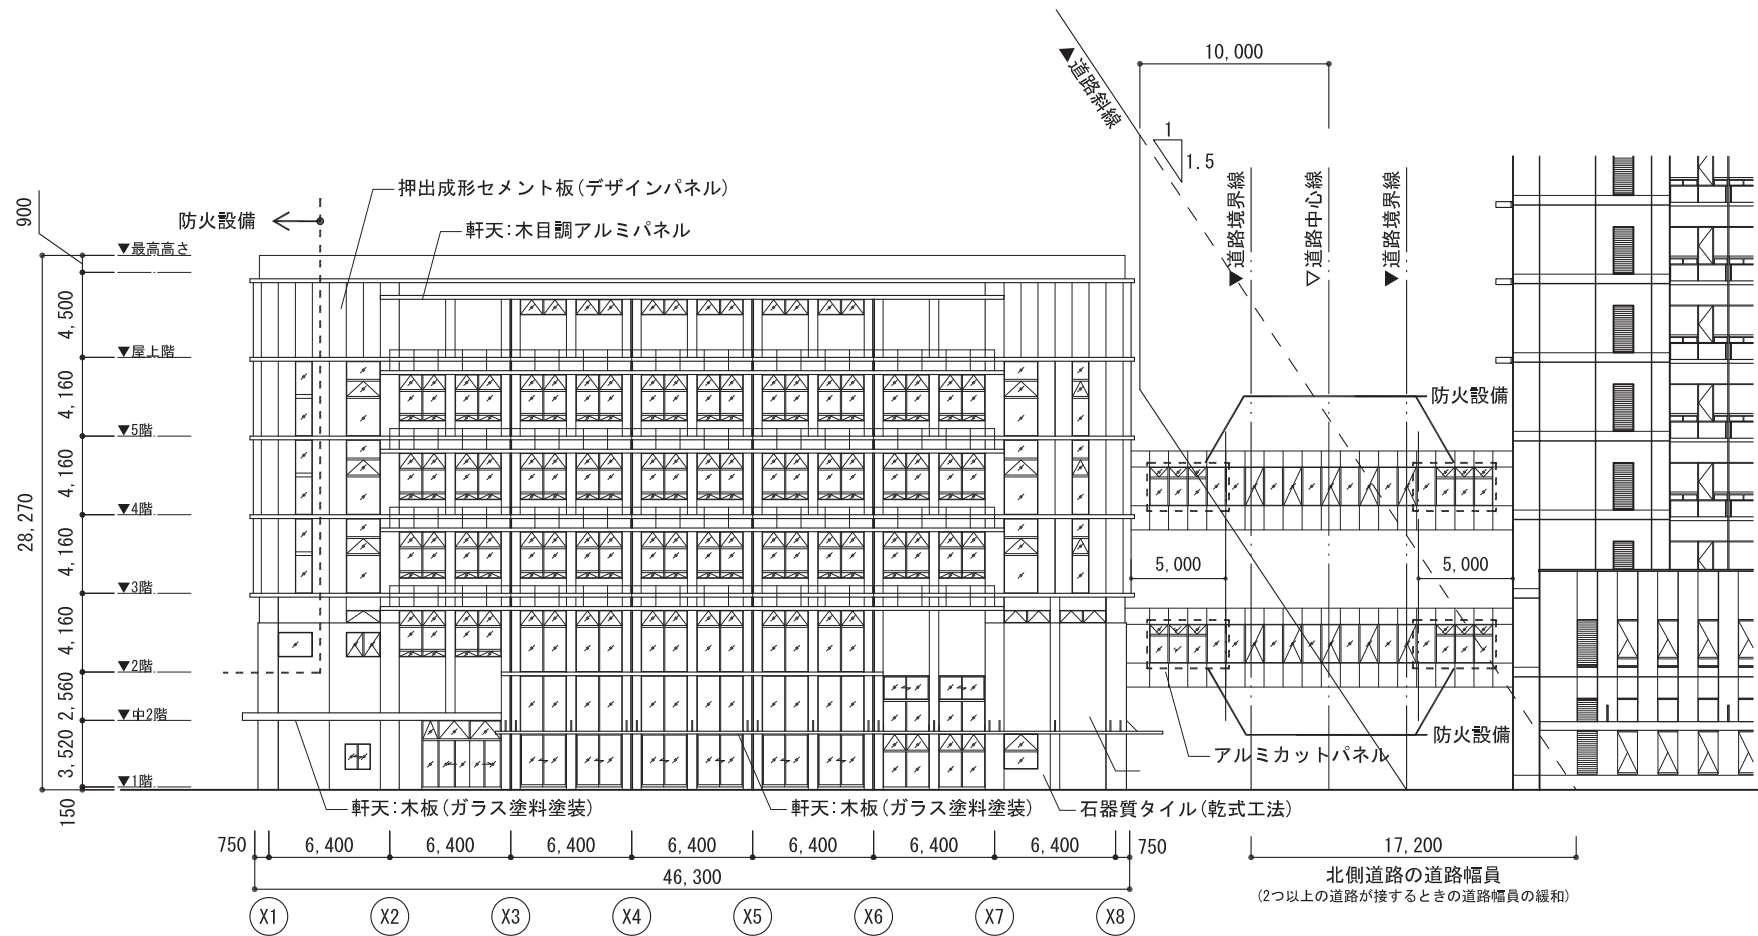 10,000
▼道路斜線
1
1.5
押出成形セメント板(デザインパネル)
防火設備
軒天:木目調アルミパネル
900
▼最高高さ
▼道路境界線
▽道路中心線
▼道路境界線
4,500
▼屋上階
4,160
防火設備
▼5階
4,160
28,270
▼4階
4,160
5,000
5,000
▼3階
4,160
▼2階
2,560
▼中2階
3,520
防火設備
アルミカットパネル
▼1階
150
軒天:木板(ガラス塗料塗装)
軒天:木板(ガラス塗料塗装)
石器質タイル(乾式工法)
750
6,400
6,400
6,400
6,400
6,400
6,400
6,400
750
17,200
46,300
北側道路の道路幅員
(2つ以上の道路が接するときの道路幅員の緩和)
X1
X2
X3
X4
X5
X6
X7
X8